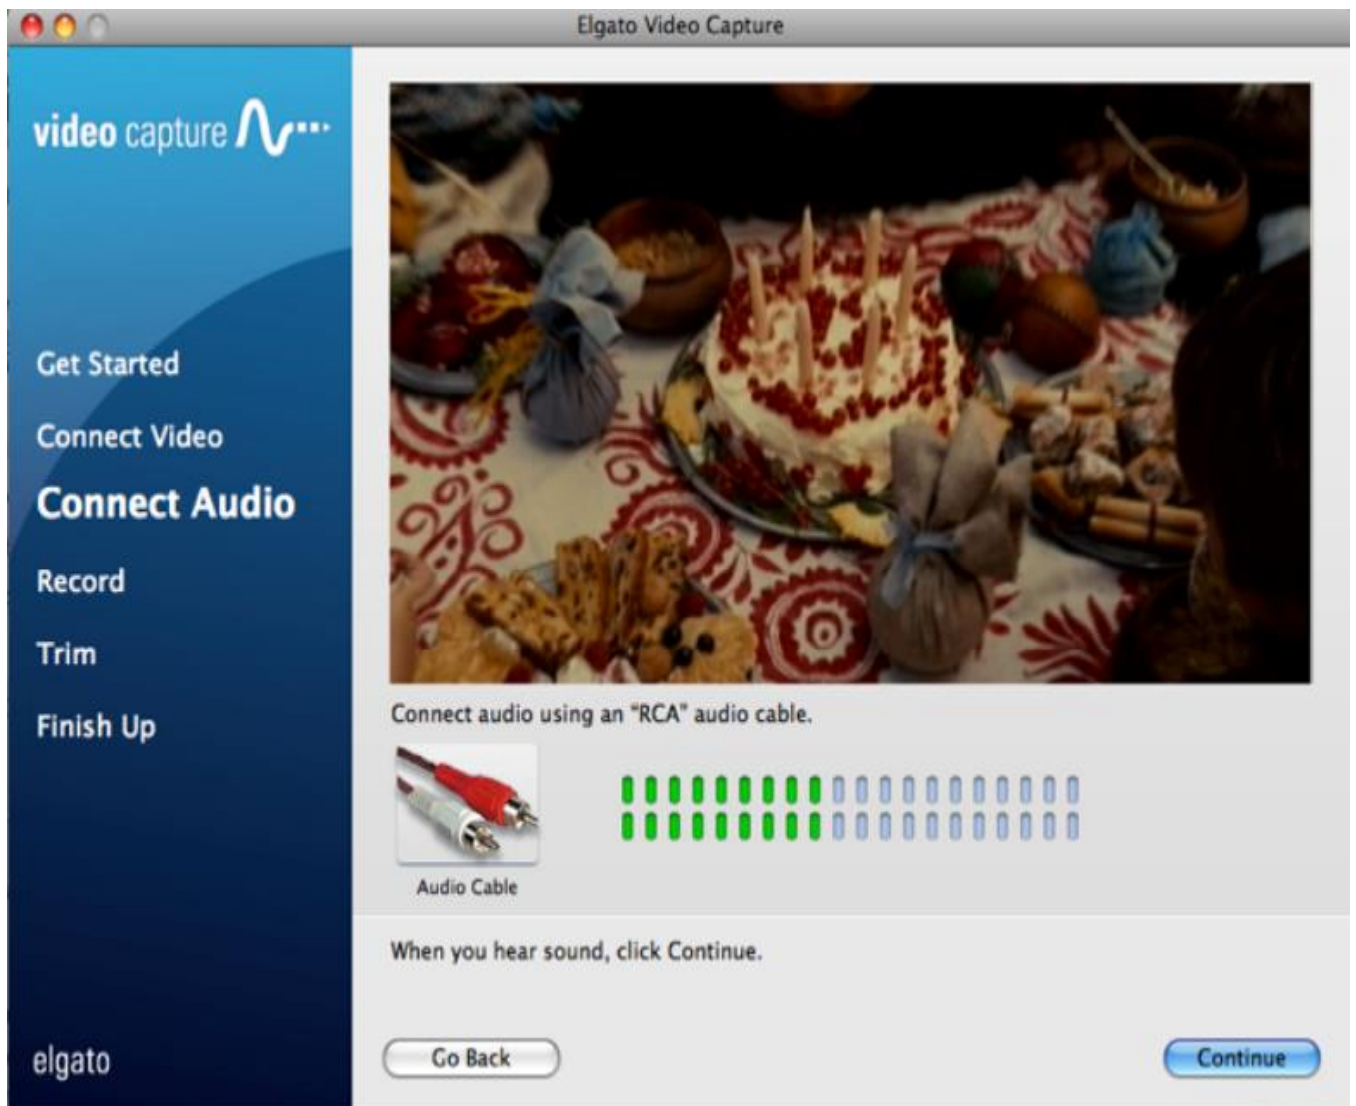 Elgato Video Capture
video capture
Get Started
Connect Video
Connect Audio
Record
Trim
Finish Up
elgato
Connect audio using an “RCA” audio cable.
Audio Cable
When you hear sound, click Continue.
Go Back
Continue